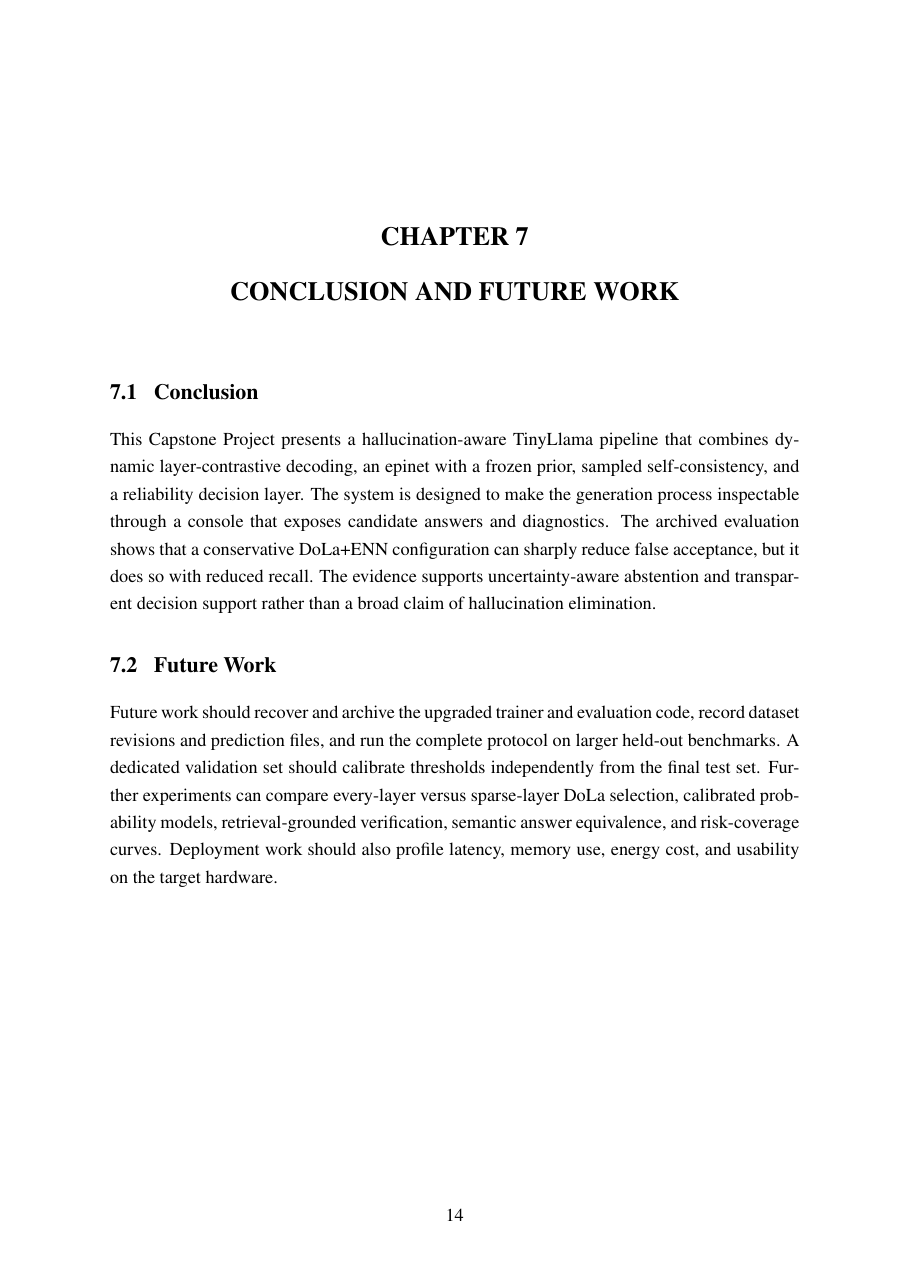 CHAPTER 7
CONCLUSION AND FUTURE WORK
7.1 Conclusion
This Capstone Project presents a hallucination-aware TinyLlama pipeline that combines dy-
namic layer-contrastive decoding, an epinet with a frozen prior, sampled self-consistency, and
a reliability decision layer. The system is designed to make the generation process inspectable
through a console that exposes candidate answers and diagnostics. The archived evaluation
shows that a conservative DoLa+ENN configuration can sharply reduce false acceptance, but it
does so with reduced recall. The evidence supports uncertainty-aware abstention and transpar-
ent decision support rather than a broad claim of hallucination elimination.
7.2 Future Work
Future work should recover and archive the upgraded trainer and evaluation code, record dataset
revisions and prediction files, and run the complete protocol on larger held-out benchmarks. A
dedicated validation set should calibrate thresholds independently from the final test set. Fur-
ther experiments can compare every-layer versus sparse-layer DoLa selection, calibrated prob-
ability models, retrieval-grounded verification, semantic answer equivalence, and risk-coverage
curves. Deployment work should also profile latency, memory use, energy cost, and usability
on the target hardware.
14